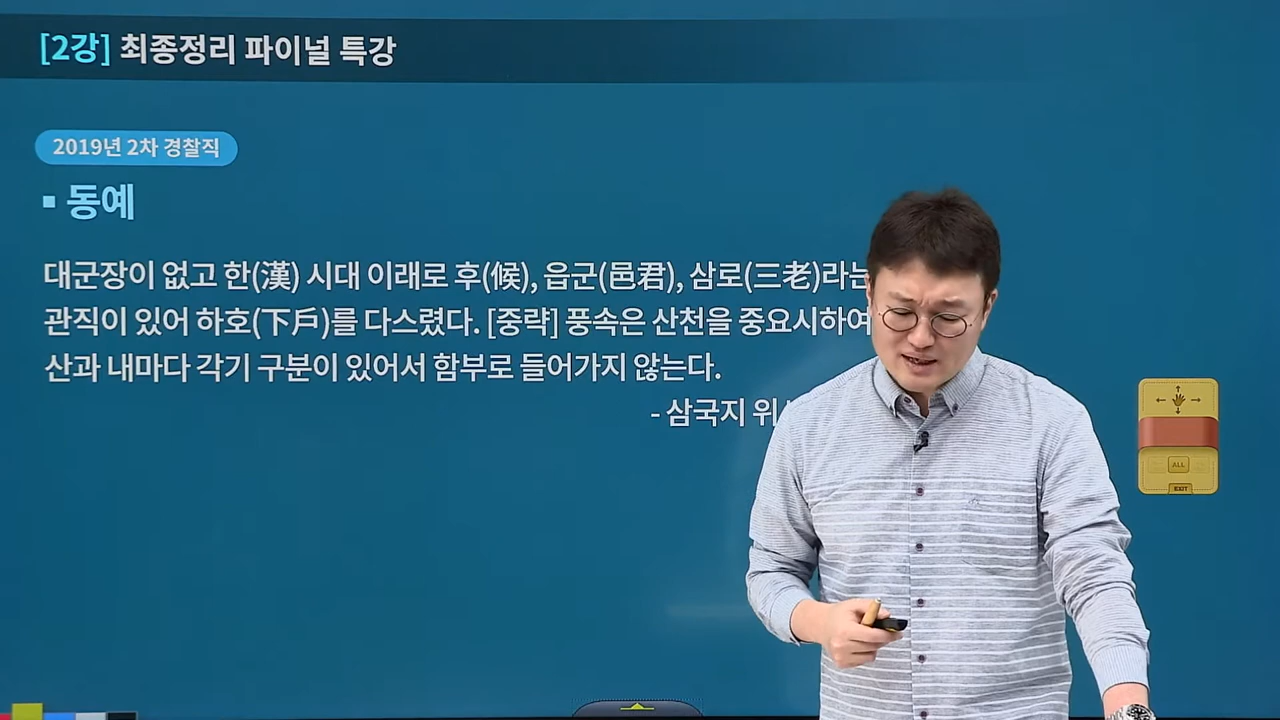 [2강] 최종정리 파이널 특강
2019년 2차 경찰직
▪ 동예
대군장이 없고 한(漢) 시대 이래로 후(候), 읍군(邑君), 삼로(三老)라는
관직이 있어 하호(下戶)를 다스렸다. [중략] 풍속은 산천을 중요시하여
산과 내마다 각기 구분이 있어서 함부로 들어가지 않는다.
- 삼국지 위
ALL
EXIT